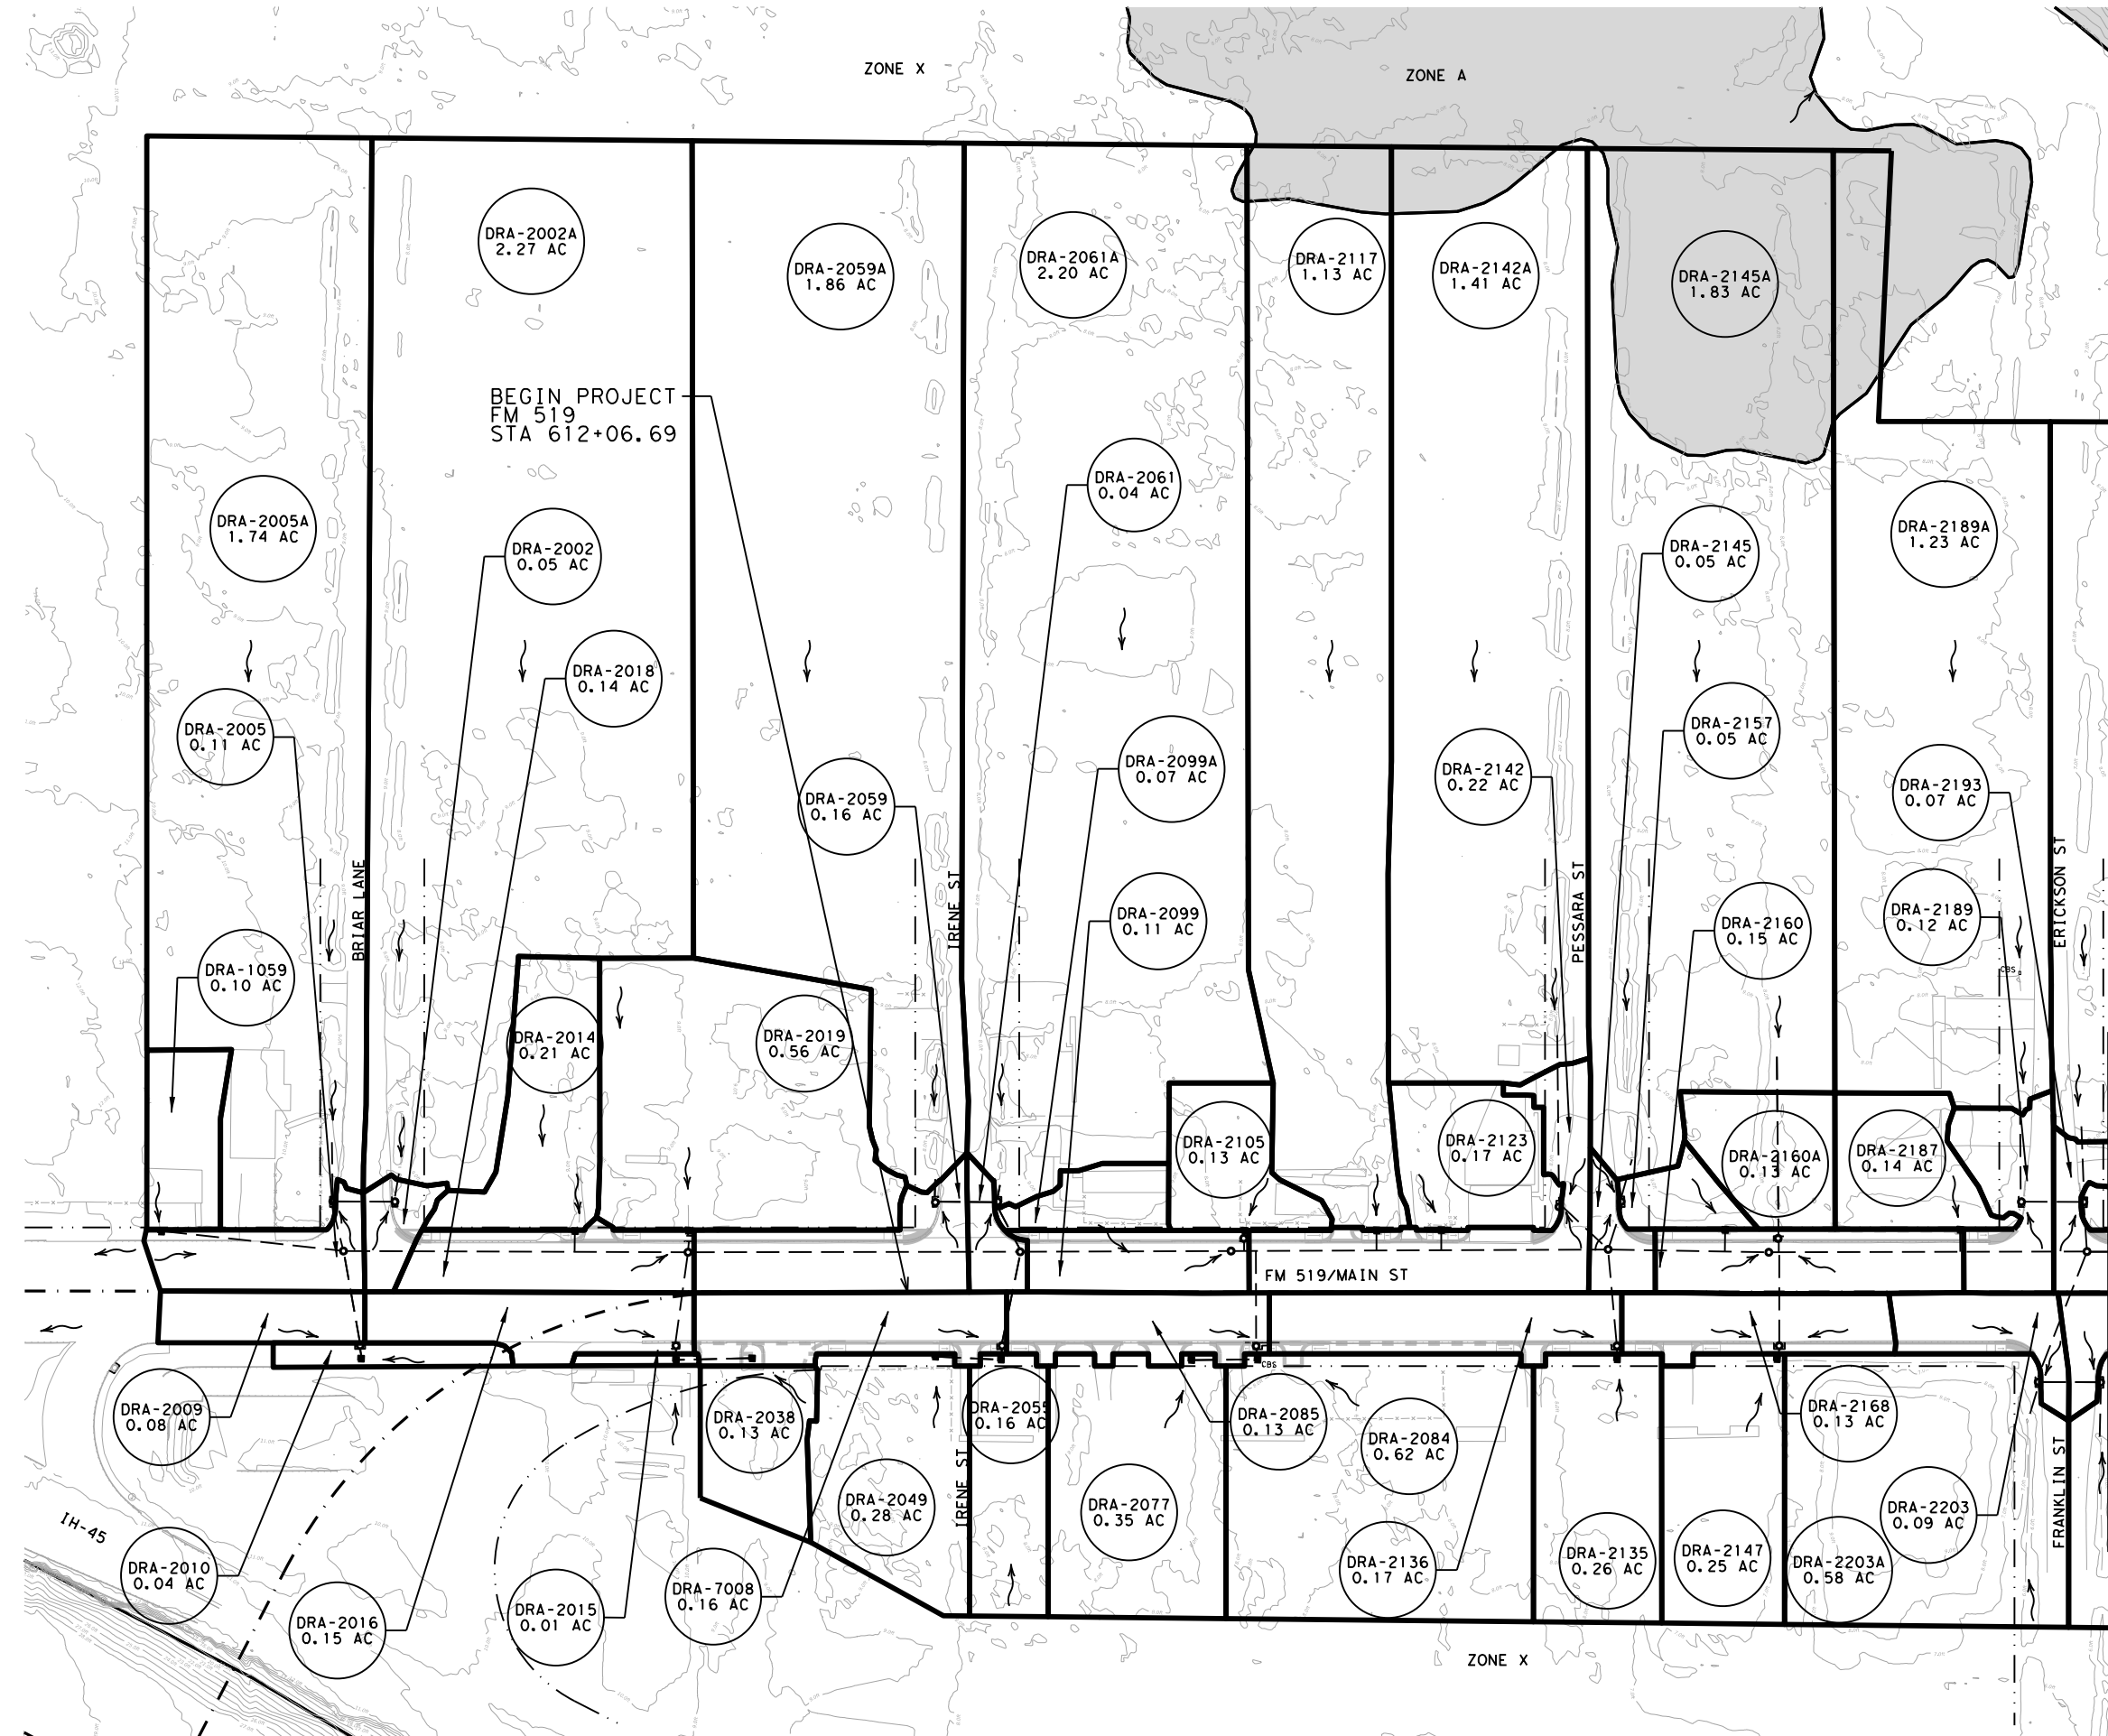 ZONE X
ZONE A
DRA-2002A
2.27 AC
DRA-2059A
1.86 AC
DRA-2061A
2.20 AC
DRA-2117
1.13 AC
DRA-2142A
1.41 AC
DRA-2145A
1.83 AC
BEGIN PROJECT
FM 519
STA 612+06.69
DRA-2061
0.04 AC
DRA-2005A
1.74 AC
DRA-2002
0.05 AC
DRA-2145
0.05 AC
DRA-2189A
1.23 AC
DRA-2018
0.14 AC
DRA-2005
0.11 AC
DRA-2157
0.05 AC
DRA-2099A
0.07 AC
DRA-2142
0.22 AC
DRA-2059
0.16 AC
DRA-2193
0.07 AC
BRIAR LANE
IRENE ST
PESSARA ST
ERICKSON ST
DRA-2099
0.11 AC
DRA-2160
0.15 AC
DRA-2189
0.12 AC
DRA-1059
0.10 AC
CBS
DRA-2014
0.21 AC
DRA-2019
0.56 AC
DRA-2105
0.13 AC
DRA-2123
0.17 AC
DRA-2160A
0.13 AC
DRA-2187
0.14 AC
FM 519/MAIN ST
CBS
DRA-2009
0.08 AC
DRA-2038
0.13 AC
DRA-2055
0.16 AC
DRA-2085
0.13 AC
DRA-2084
0.62 AC
DRA-2168
0.13 AC
IRENE ST
FRANKLIN ST
DRA-2049
0.28 AC
DRA-2077
0.35 AC
DRA-2203
0.09 AC
IH-45
DRA-2010
0.04 AC
DRA-2016
0.15 AC
DRA-2015
0.01 AC
DRA-7008
0.16 AC
DRA-2136
0.17 AC
DRA-2135
0.26 AC
DRA-2147
0.25 AC
DRA-2203A
0.58 AC
ZONE X